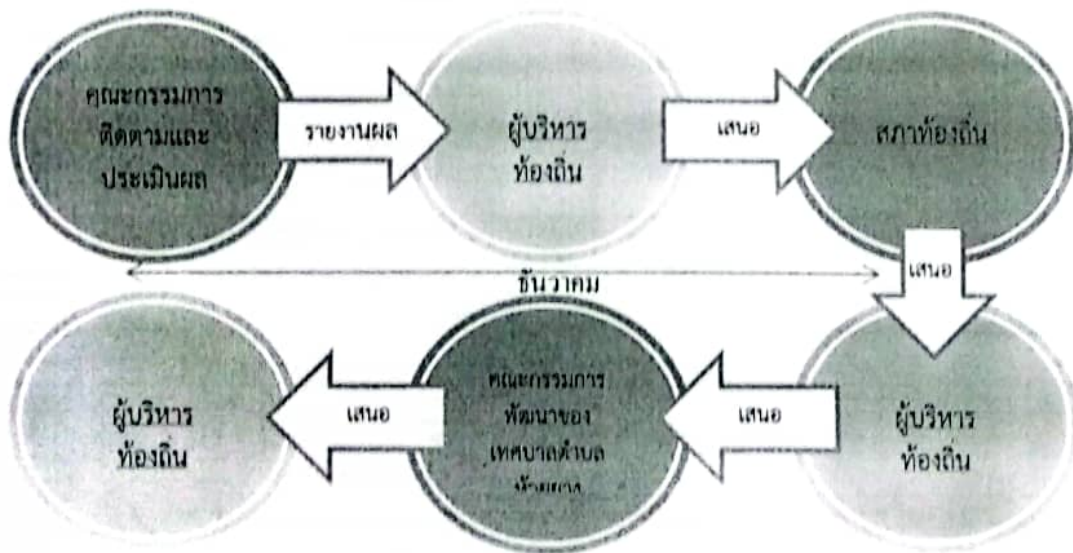 คณะกรรมการ
ติดตามและ
ประเมินผล
รายงานผล
ผู้บริหาร
ท้องถิ่น
เสนอ
สภาท้องถิ่น
เสนอ
ธันวาคม
ผู้บริหาร
ท้องถิ่น
เสนอ
คณะกรรมการ
พัฒนาของ
เทศบาลตำบล
เสนอ
ผู้บริหาร
ท้องถิ่น